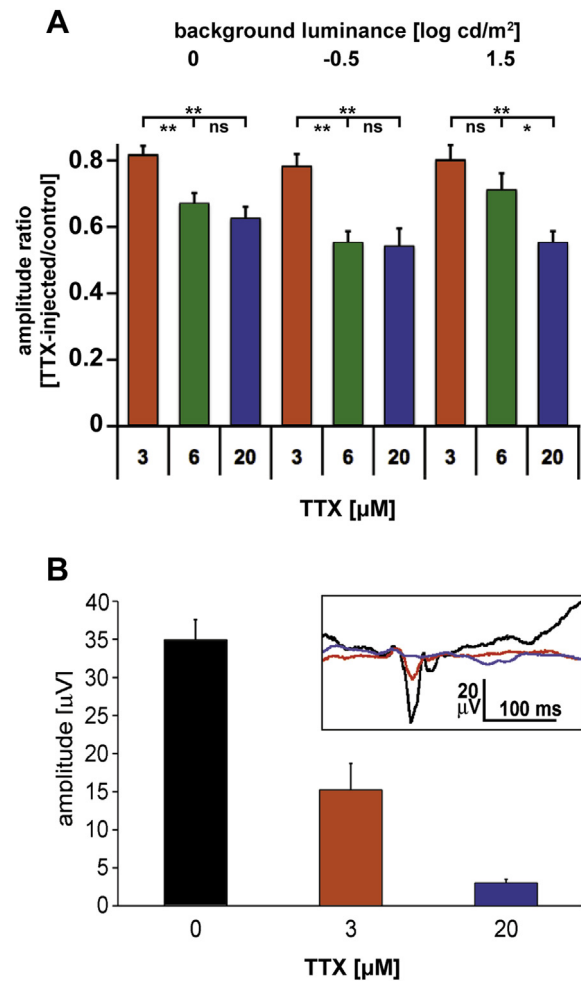 A
background luminance [log cd/m²]
0 -0.5 1.5
** ** **
** ns ** ns ns *
amplitude ratio
[TTX-injected/control]
0.8
0.6
0.4
0.2
0
3 6 20 3 6 20 3 6 20
TTX [µM]
B
amplitude [µV]
40
35
30
25
20
15
10
5
0
20
µV 100 ms
0 3 20
TTX [µM]